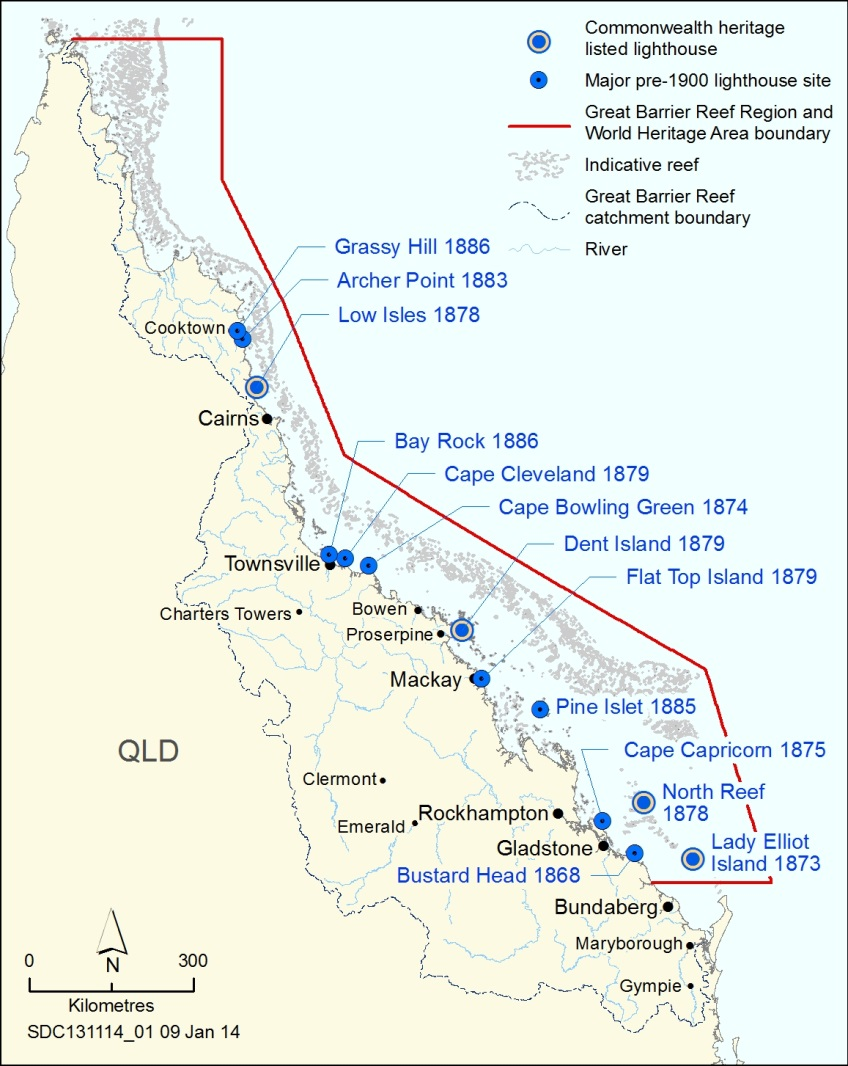 Commonwealth heritage
listed lighthouse
Major pre-1900 lighthouse site
Great Barrier Reef Region and
World Heritage Area boundary
Indicative reef
Great Barrier Reef
catchment boundary
River
Grassy Hill 1886
Archer Point 1883
Low Isles 1878
Cooktown
Cairns
Bay Rock 1886
Cape Cleveland 1879
Cape Bowling Green 1874
Dent Island 1879
Flat Top Island 1879
Townsville
Charters Towers
Bowen
Proserpine
Mackay
Pine Islet 1885
QLD
Cape Capricorn 1875
Clermont
North Reef
1878
Emerald
Rockhampton
Gladstone
Lady Elliot
Island 1873
Bustard Head 1868
Bundaberg
Maryborough
Gympie
N
0 300
Kilometres
SDC131114_01 09 Jan 14